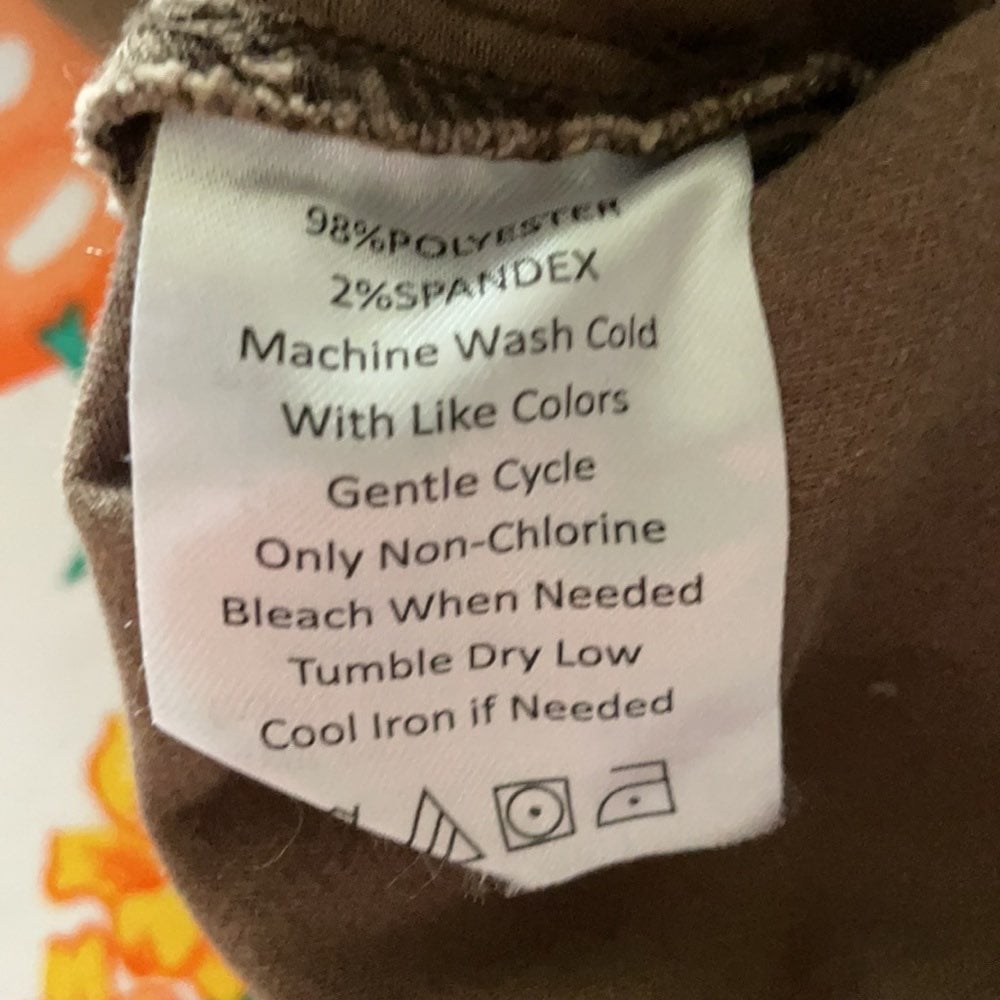 98%POLYESTER
2%SPANDEX
Machine Wash Cold
With Like Colors
Gentle Cycle
Only Non-Chlorine
Bleach When Needed
Tumble Dry Low
Cool Iron if Needed